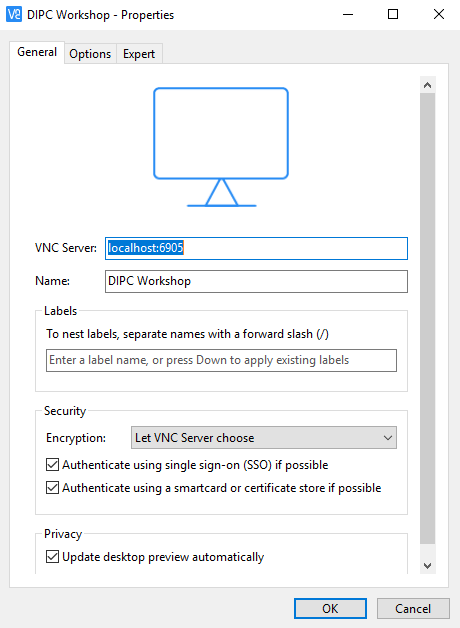 DIPC Workshop - Properties
General
Options
Expert
VNC Server: localhost:6905
Name: DIPC Workshop
Labels
To nest labels, separate names with a forward slash (/)
Enter a label name, or press Down to apply existing labels
Security
Encryption: Let VNC Server choose
Authenticate using single sign-on (SSO) if possible
Authenticate using a smartcard or certificate store if possible
Privacy
Update desktop preview automatically
OK
Cancel